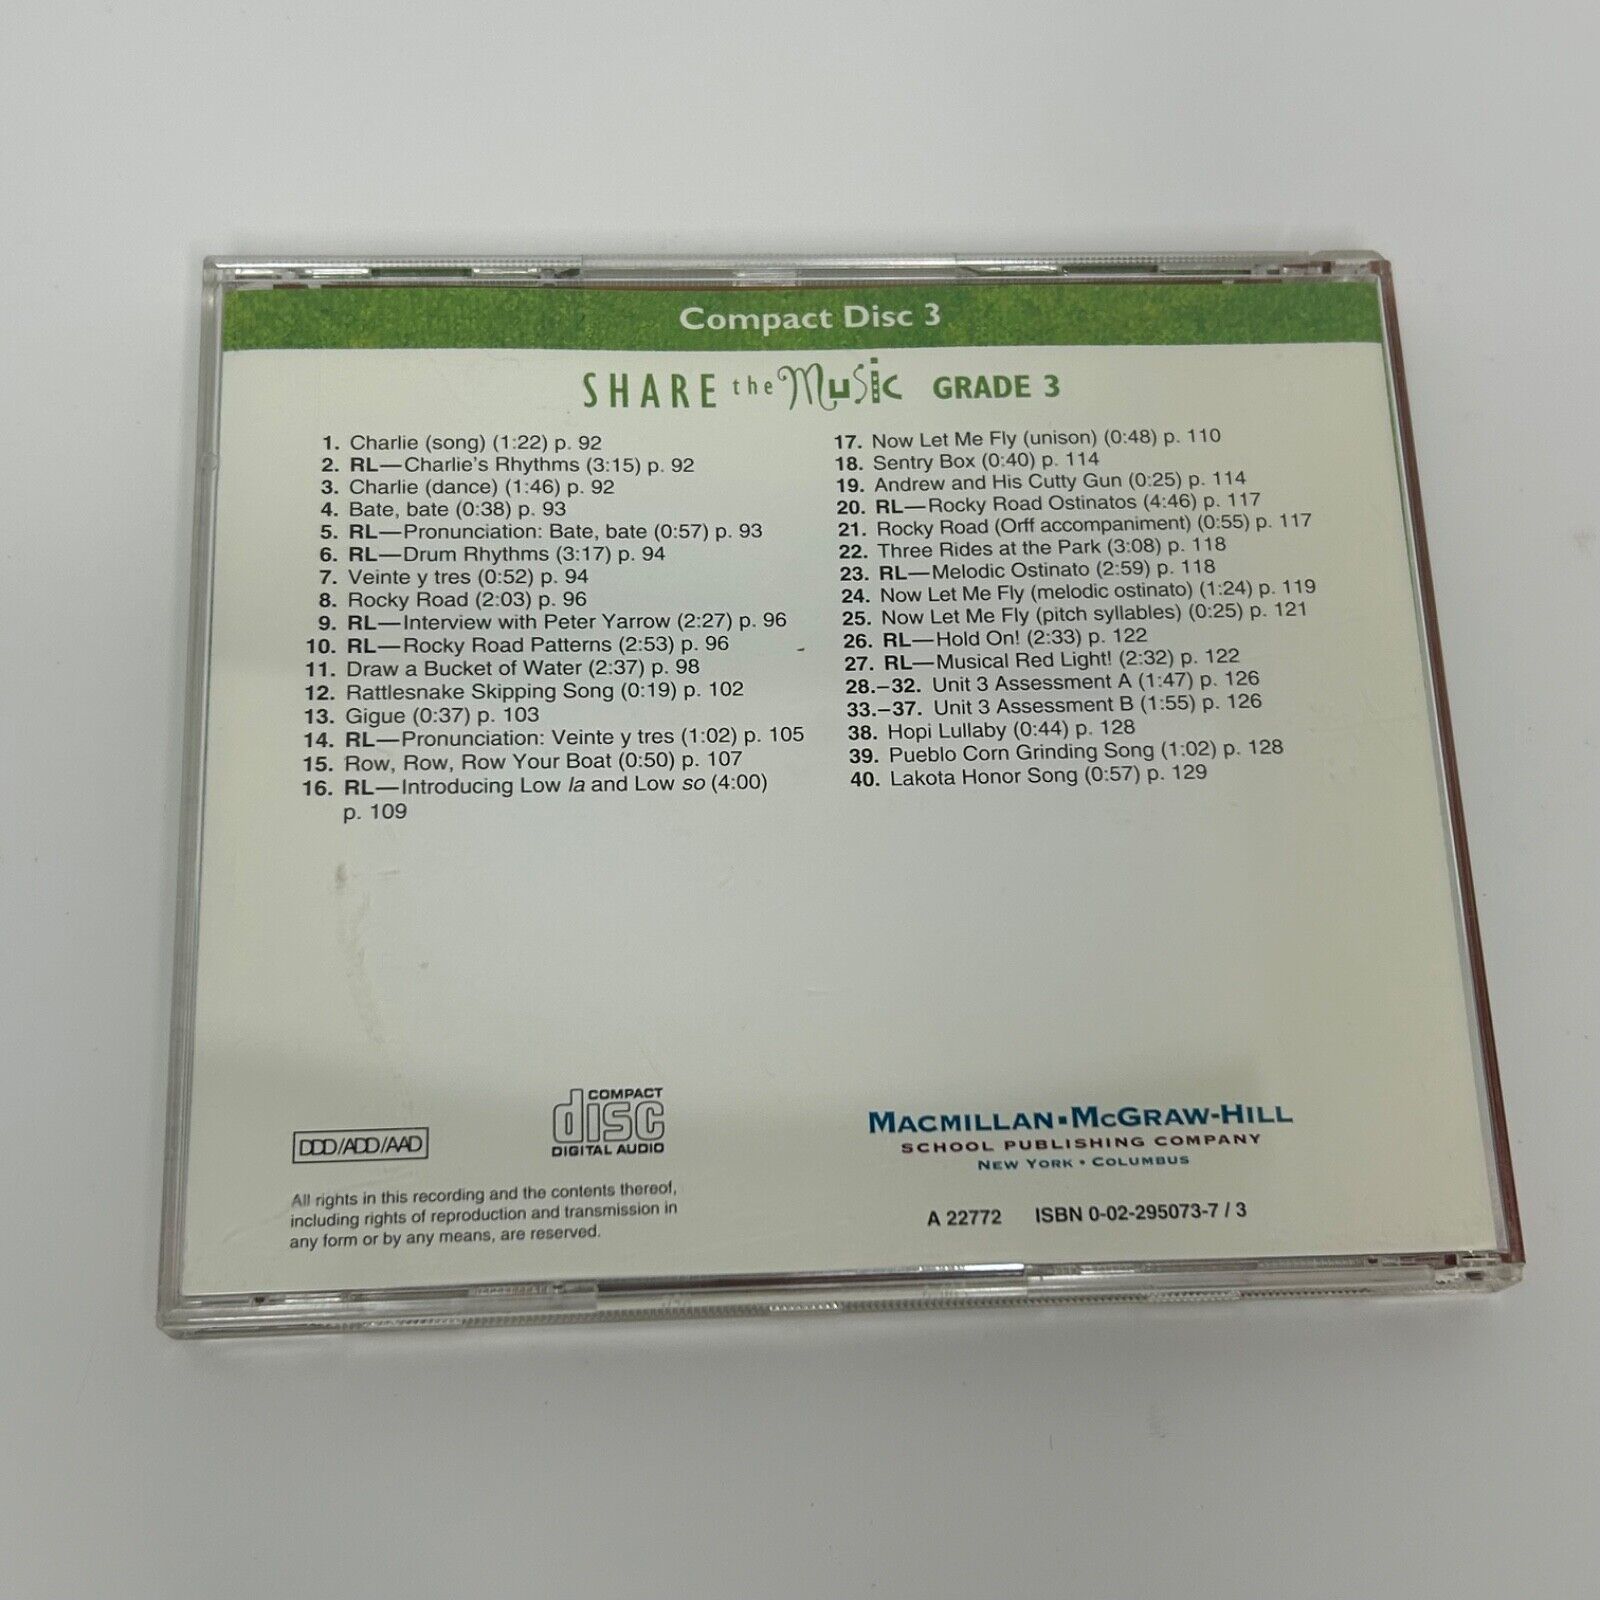 Compact Disc 3
SHARE the Music GRADE 3
1. Charlie (song) (1:22) p. 92
2. RL—Charlie's Rhythms (3:15) p. 92
3. Charlie (dance) (1:46) p. 92
4. Bate, bate (0:38) p. 93
5. RL—Pronunciation: Bate, bate (0:57) p. 93
6. RL—Drum Rhythms (3:17) p. 94
7. Veinte y tres (0:52) p. 94
8. Rocky Road (2:03) p. 96
9. RL—Interview with Peter Yarrow (2:27) p. 96
10. RL—Rocky Road Patterns (2:53) p. 96
11. Draw a Bucket of Water (2:37) p. 98
12. Rattlesnake Skipping Song (0:19) p. 102
13. Gigue (0:37) p. 103
14. RL—Pronunciation: Veinte y tres (1:02) p. 105
15. Row, Row, Row Your Boat (0:50) p. 107
16. RL—Introducing Low la and Low so (4:00)
p. 109
17. Now Let Me Fly (unison) (0:48) p. 110
18. Sentry Box (0:40) p. 114
19. Andrew and His Cutty Gun (0:25) p. 114
20. RL—Rocky Road Ostinatos (4:46) p. 117
21. Rocky Road (Orff accompaniment) (0:55) p. 117
22. Three Rides at the Park (3:08) p. 118
23. RL—Melodic Ostinato (2:59) p. 118
24. Now Let Me Fly (melodic ostinato) (1:24) p. 119
25. Now Let Me Fly (pitch syllables) (0:25) p. 121
26. RL—Hold On! (2:33) p. 122
27. RL—Musical Red Light! (2:32) p. 122
28.–32. Unit 3 Assessment A (1:47) p. 126
33.–37. Unit 3 Assessment B (1:55) p. 126
38. Hopi Lullaby (0:44) p. 128
39. Pueblo Corn Grinding Song (1:02) p. 128
40. Lakota Honor Song (0:57) p. 129
DDD/ADD/AAD
COMPACT
disc
DIGITAL AUDIO
All rights in this recording and the contents thereof,
including rights of reproduction and transmission in
any form or by any means, are reserved.
MACMILLAN•MCGRAW-HILL
SCHOOL PUBLISHING COMPANY
NEW YORK • COLUMBUS
A 22772 ISBN 0-02-295073-7 / 3